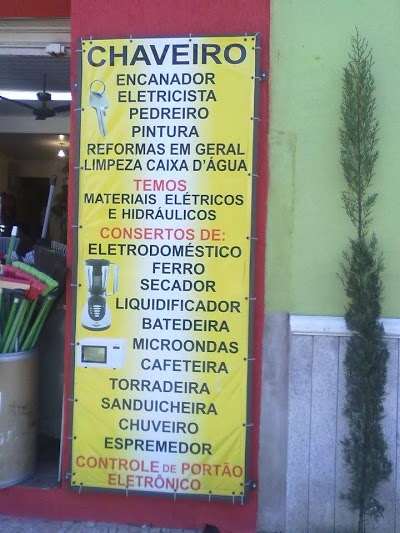 CHAVEIRO
ENCANADOR
ELETRICISTA
PEDREIRO
PINTURA
REFORMAS EM GERAL
LIMPEZA CAIXA D'ÁGUA
TEMOS
MATERIAIS ELÉTRICOS
E HIDRÁULICOS
CONSERTOS DE:
ELETRODOMÉSTICO
FERRO
SECADOR
LIQUIDIFICADOR
BATEDEIRA
MICROONDAS
CAFETEIRA
TORRADEIRA
SANDUICHEIRA
CHUVEIRO
ESPREMEDOR
CONTROLE DE PORTÃO
ELETRÔNICO